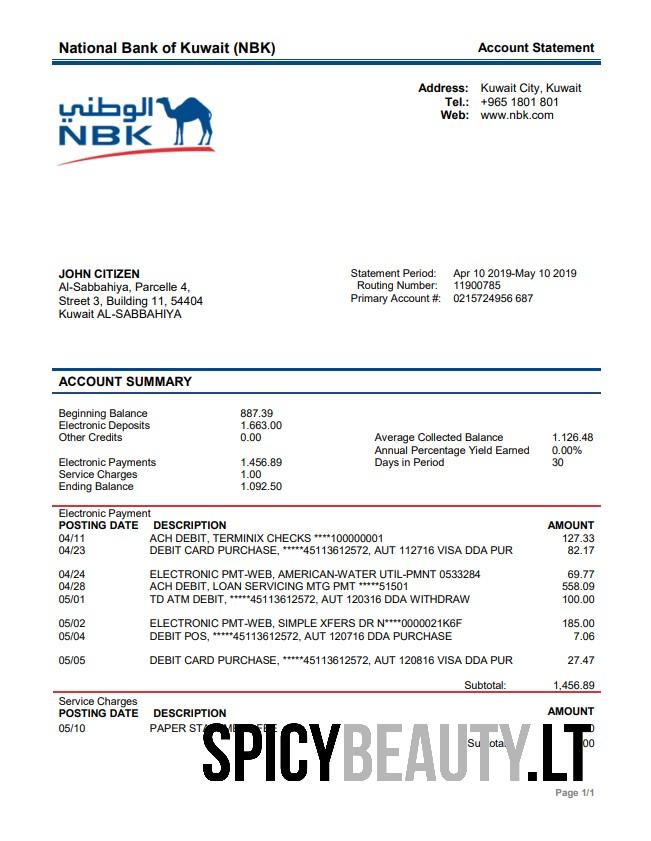 National Bank of Kuwait (NBK) Account Statement
Address: Kuwait City, Kuwait
Tel.: +965 1801 801
Web: www.nbk.com
الوطني
NBK
JOHN CITIZEN
Al-Sabbahiya, Parcelle 4,
Street 3, Building 11, 54404
Kuwait AL-SABBAHIYA
Statement Period: Apr 10 2019-May 10 2019
Routing Number: 11900785
Primary Account #: 0215724956 687
ACCOUNT SUMMARY
Beginning Balance 887.39
Electronic Deposits 1.663.00
Other Credits 0.00
Electronic Payments 1.456.89
Service Charges 1.00
Ending Balance 1.092.50
Average Collected Balance 1.126.48
Annual Percentage Yield Earned 0.00%
Days in Period 30
Electronic Payment
POSTING DATE DESCRIPTION AMOUNT
04/11 ACH DEBIT, TERMINIX CHECKS ****100000001 127.33
04/23 DEBIT CARD PURCHASE, *****45113612572, AUT 112716 VISA DDA PUR 82.17
04/24 ELECTRONIC PMT-WEB, AMERICAN-WATER UTIL-PMNT 0533284 69.77
04/28 ACH DEBIT, LOAN SERVICING MTG PMT *****51501 558.09
05/01 TD ATM DEBIT, *****45113612572, AUT 120316 DDA WITHDRAW 100.00
05/02 ELECTRONIC PMT-WEB, SIMPLE XFERS DR N****0000021K6F 185.00
05/04 DEBIT POS, *****45113612572, AUT 120716 DDA PURCHASE 7.06
05/05 DEBIT CARD PURCHASE, *****45113612572, AUT 120816 VISA DDA PUR 27.47
Subtotal: 1,456.89
Service Charges
POSTING DATE DESCRIPTION AMOUNT
05/10 PAPER
SPICYBEAUTY.LT
Page 1/1